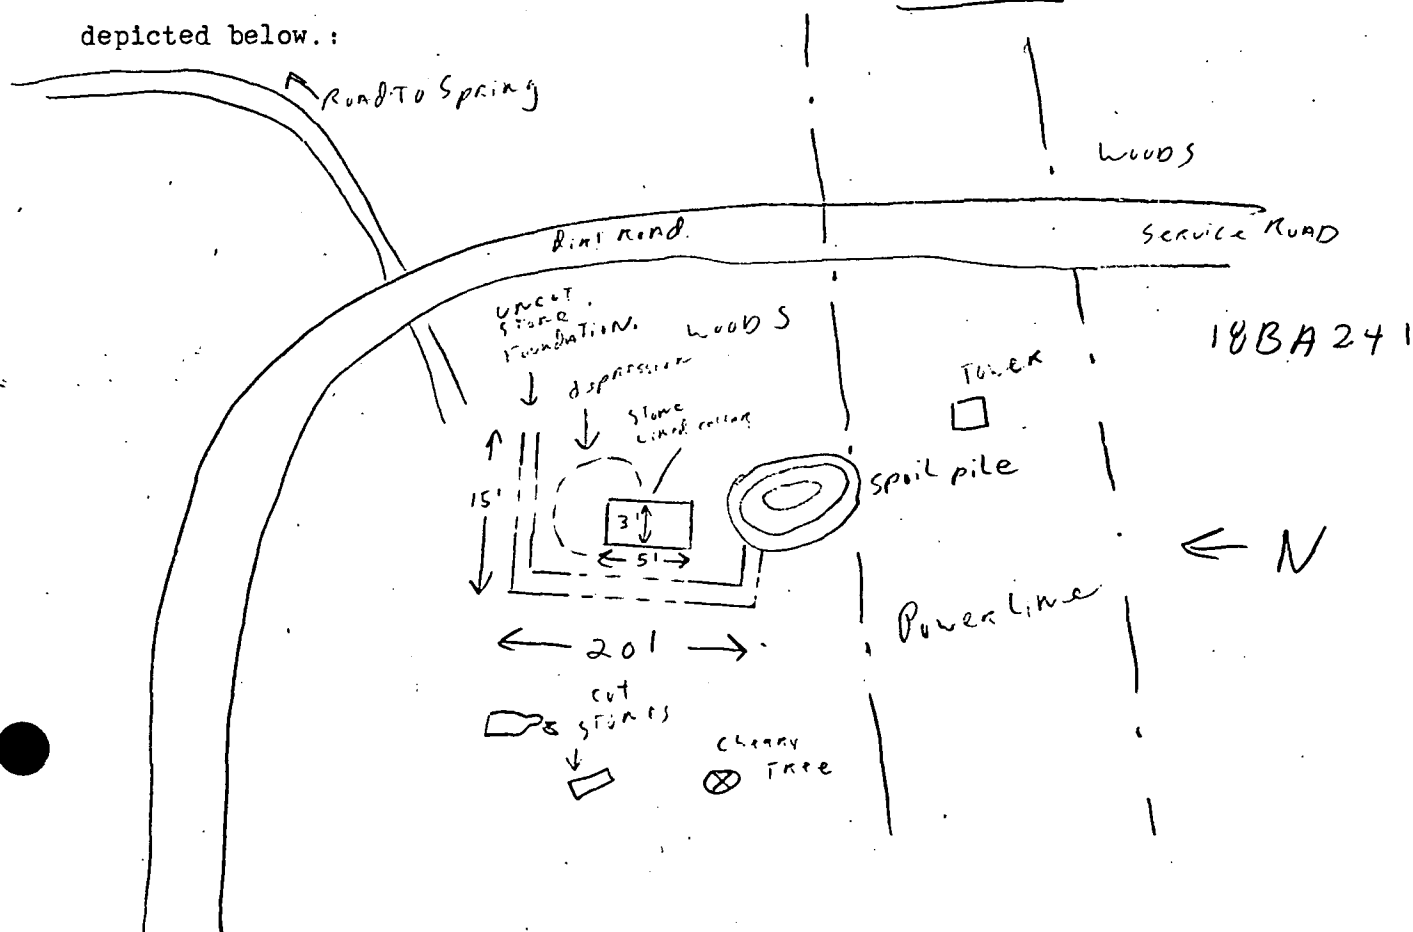 depicted below.:
Road To Spring
WOODS
dirt Road.
Service ROAD
UNCUT
STONE
FOUNDATION.
WOODS
18BA241
depression
TOWER
STONE
Lined cellar
15'
3'
5'
spoil pile
← N
Power Line
20'
cut
STONES
Cherry
Tree